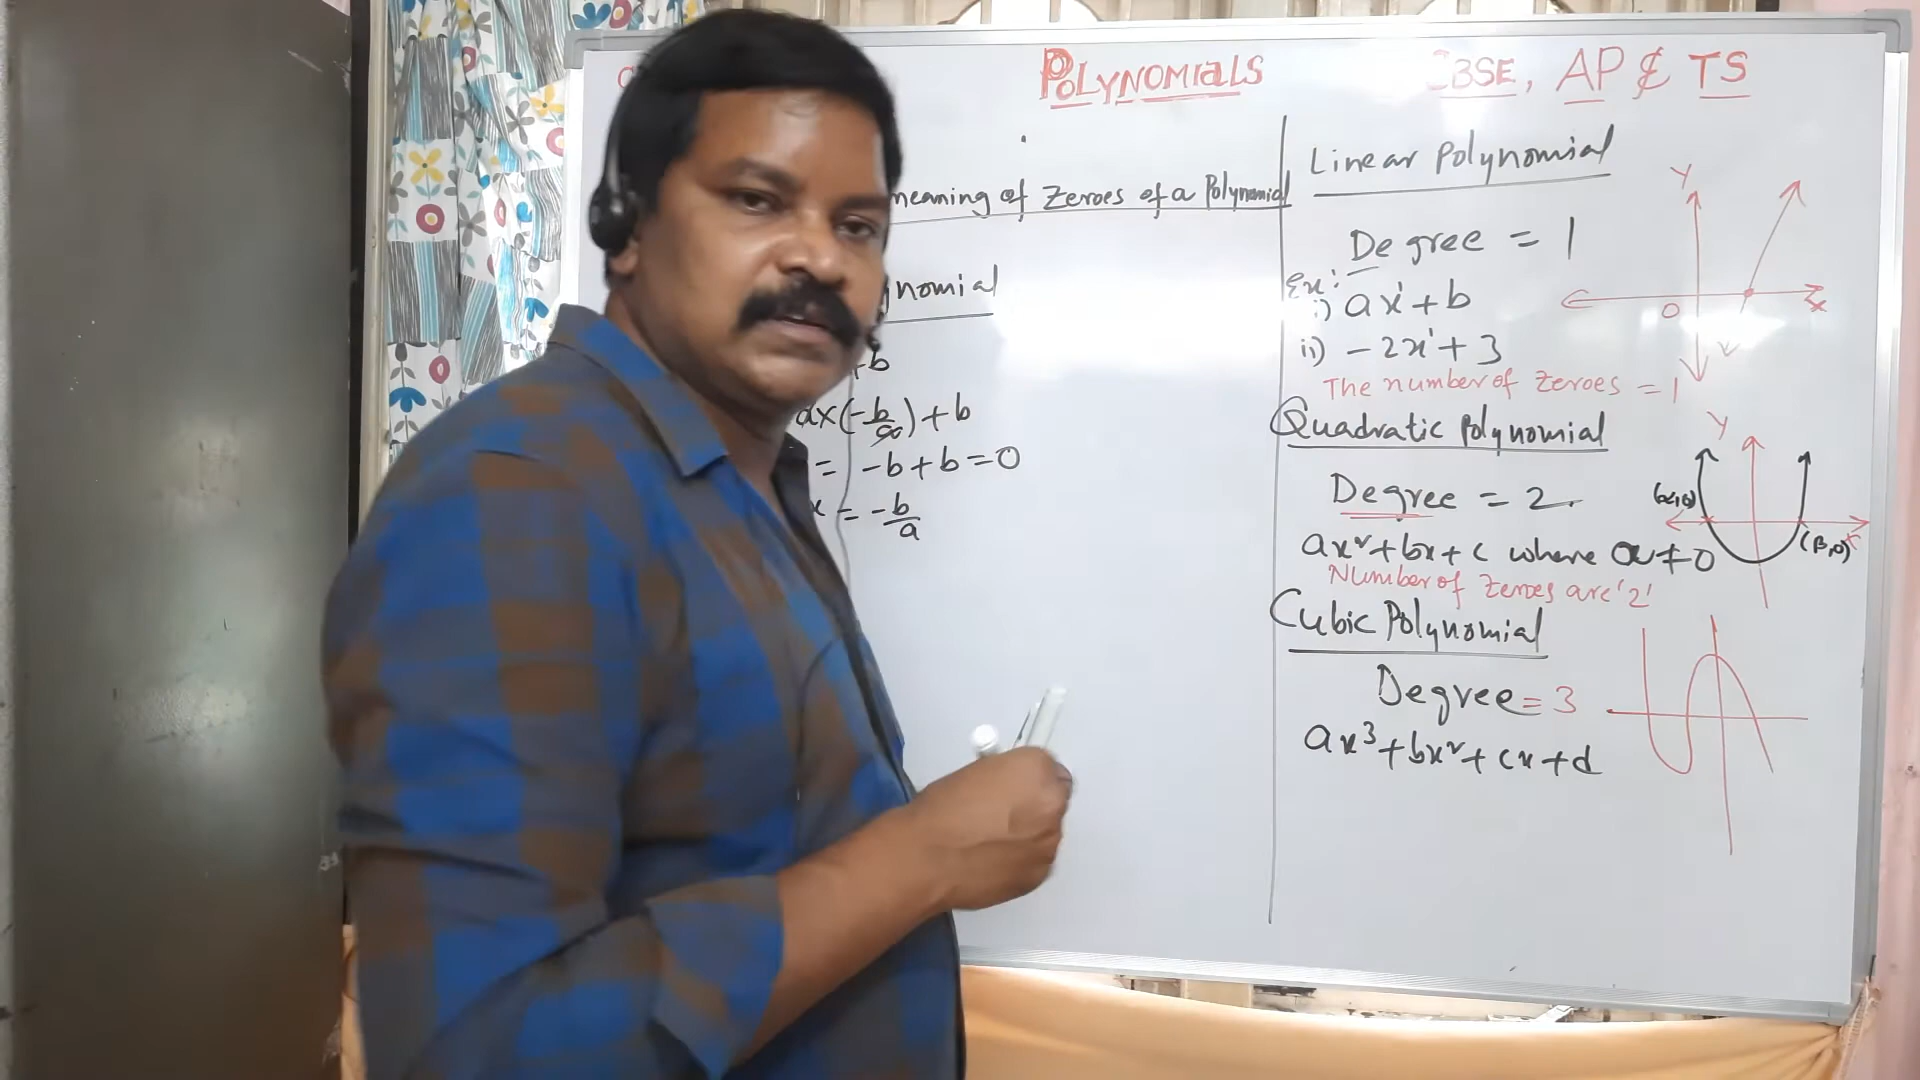 POLYNOMIALS
CBSE, AP & TS
meaning of Zeroes of a Polynomial
nomial
+b
ax(-b/a)+b
= -b+b=0
x = -b/a
Linear Polynomial
Degree = 1
Ex:
i) ax¹+b
ii) -2x¹+3
The number of Zeroes = 1
Y
O
X
Quadratic Polynomial
Degree = 2
ax²+bx+c where a≠0
Number of Zeroes are '2'
Y
(α,0)
(β,0)
X
Cubic Polynomial
Degree = 3
ax³+bx²+cx+d